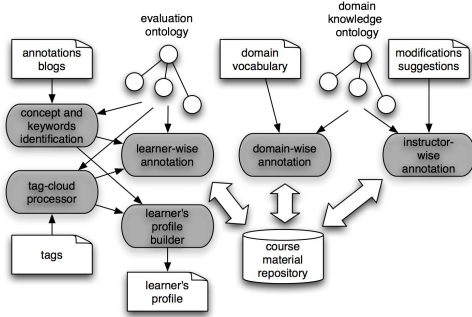 evaluation
ontology
domain
knowledge
ontology
annotations
blogs
domain
vocabulary
modifications
suggestions
concept and
keywords
identification
learner-wise
annotation
domain-wise
annotation
instructor-
wise
annotation
tag-cloud
processor
learner's
profile
builder
tags
course
material
repository
learner's
profile